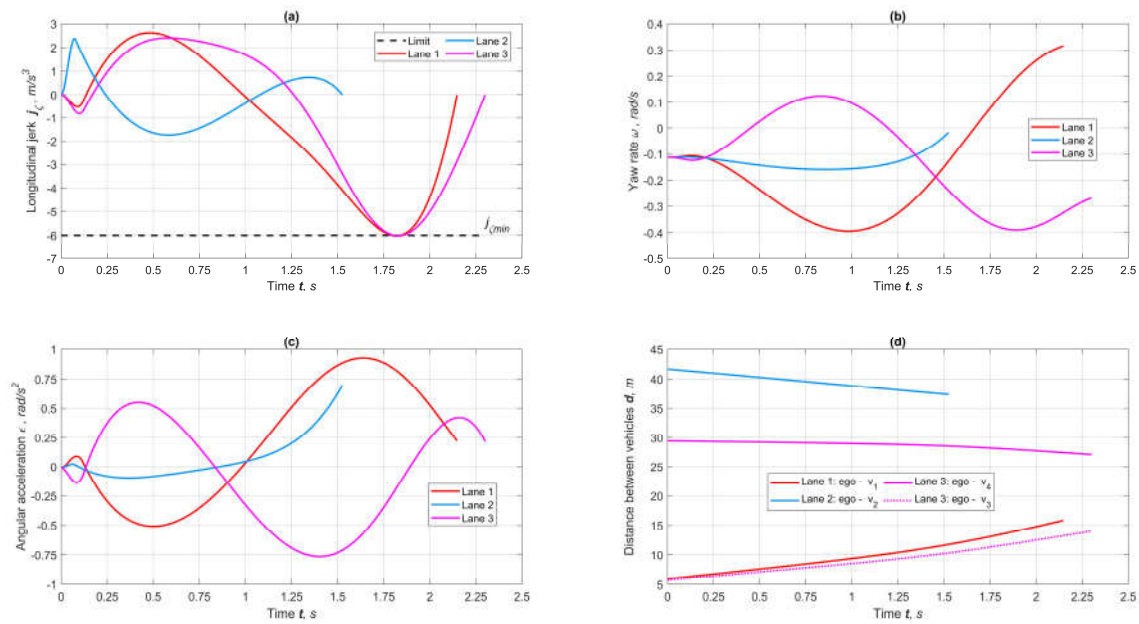 (a)
3
2
1
0
-1
-2
-3
-4
-5
-6
-7
Longitudinal jerk jζ, m/s³
Limit
Lane 1
Lane 2
Lane 3
jζmin
0 0.25 0.5 0.75 1 1.25 1.5 1.75 2 2.25 2.5
Time t, s
(b)
0.4
0.3
0.2
0.1
0
-0.1
-0.2
-0.3
-0.4
-0.5
Yaw rate ω, rad/s
Lane 1
Lane 2
Lane 3
0 0.25 0.5 0.75 1 1.25 1.5 1.75 2 2.25 2.5
Time t, s
(c)
1
0.75
0.5
0.25
0
-0.25
-0.5
-0.75
-1
Angular acceleration ε, rad/s²
Lane 1
Lane 2
Lane 3
0 0.25 0.5 0.75 1 1.25 1.5 1.75 2 2.25 2.5
Time t, s
(d)
45
40
35
30
25
20
15
10
5
Distance between vehicles d, m
Lane 1: ego - v₁
Lane 2: ego - v₂
Lane 3: ego - v₄
Lane 3: ego - v₃
0 0.25 0.5 0.75 1 1.25 1.5 1.75 2 2.25 2.5
Time t, s